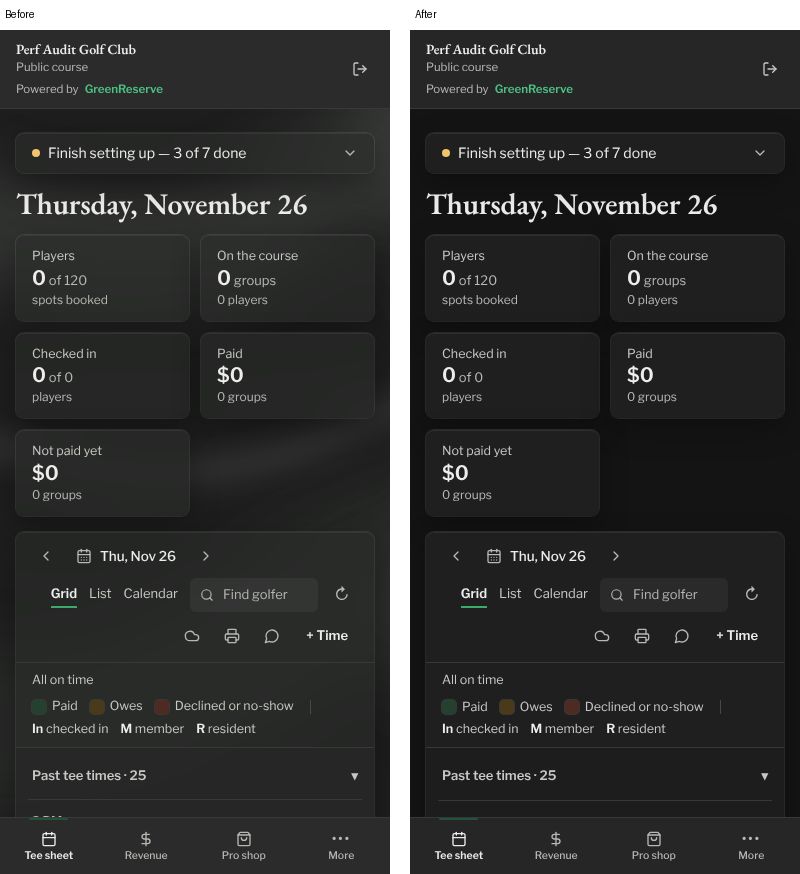 Before
Perf Audit Golf Club
Public course
Powered by GreenReserve
Finish setting up — 3 of 7 done
Thursday, November 26
Players
0 of 120
spots booked
On the course
0 groups
0 players
Checked in
0 of 0
players
Paid
$0
0 groups
Not paid yet
$0
0 groups
Thu, Nov 26
Grid List Calendar Find golfer
+ Time
All on time
Paid Owes Declined or no-show
In checked in M member R resident
Past tee times · 25
Tee sheet Revenue Pro shop More
After
Perf Audit Golf Club
Public course
Powered by GreenReserve
Finish setting up — 3 of 7 done
Thursday, November 26
Players
0 of 120
spots booked
On the course
0 groups
0 players
Checked in
0 of 0
players
Paid
$0
0 groups
Not paid yet
$0
0 groups
Thu, Nov 26
Grid List Calendar Find golfer
+ Time
All on time
Paid Owes Declined or no-show
In checked in M member R resident
Past tee times · 25
Tee sheet Revenue Pro shop More